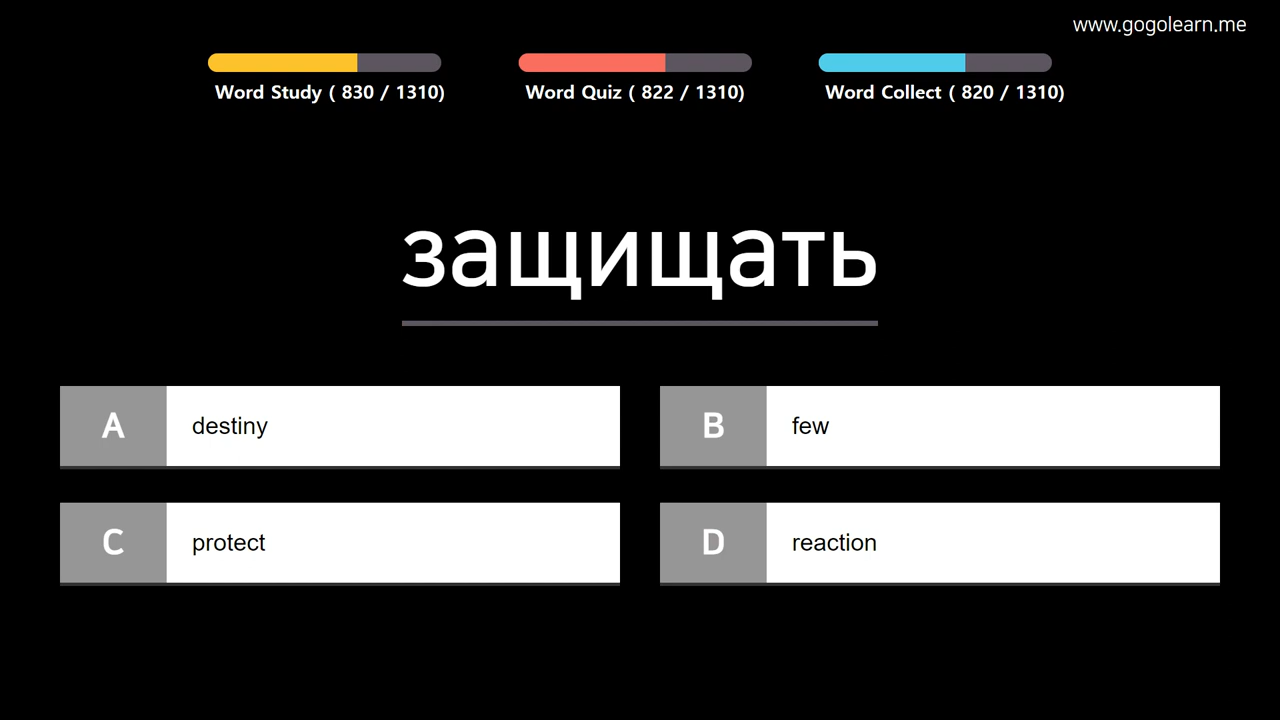 www.gogolearn.me
Word Study ( 830 / 1310)
Word Quiz ( 822 / 1310)
Word Collect ( 820 / 1310)
защищать
A destiny
B few
C protect
D reaction